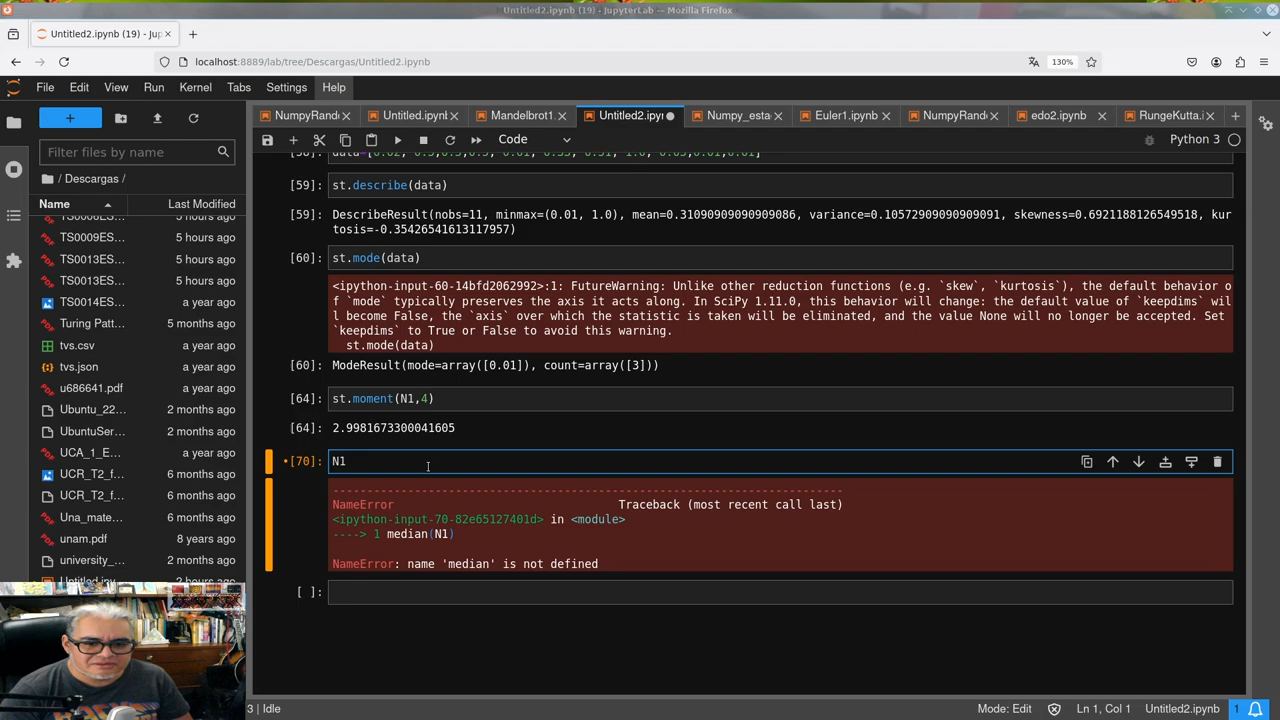 Untitled2.ipynb (19) - JupyterLab — Mozilla Firefox
Untitled2.ipynb (19) - Jup
localhost:8889/lab/tree/Descargas/Untitled2.ipynb
130%
File Edit View Run Kernel Tabs Settings Help
NumpyRand
Untitled.ipynb
Mandelbrot1.
Untitled2.ipyn
Numpy_esta
Euler1.ipynb
NumpyRand
edo2.ipynb
RungeKutta.i
Code
Python 3
Filter files by name
/ Descargas /
Name Last Modified
TS0006ES... 5 hours ago
TS0009ES... 5 hours ago
TS0013ES... 5 hours ago
TS0013ES... 5 hours ago
TS0014ES... a year ago
Turing Patt... 5 months ago
tvs.csv a year ago
tvs.json a year ago
u686641.pdf a year ago
Ubuntu_22... 2 months ago
UbuntuSer... 2 months ago
UCA_1_E... a year ago
UCR_T2_f... 6 months ago
UCR_T2_f... 6 months ago
Una_mate... 6 months ago
unam.pdf 8 years ago
university_... 2 months ago
Untitled.ipy... 2 hours ago
[59]: st.describe(data)
[59]: DescribeResult(nobs=11, minmax=(0.01, 1.0), mean=0.31090909090909086, variance=0.10572909090909091, skewness=0.6921188126549518, kur
tosis=-0.35426541613117957)
[60]: st.mode(data)
<ipython-input-60-14bfd2062992>:1: FutureWarning: Unlike other reduction functions (e.g. `skew`, `kurtosis`), the default behavior o
f `mode` typically preserves the axis it acts along. In SciPy 1.11.0, this behavior will change: the default value of `keepdims` wil
l become False, the `axis` over which the statistic is taken will be eliminated, and the value None will no longer be accepted. Set
`keepdims` to True or False to avoid this warning.
st.mode(data)
[60]: ModeResult(mode=array([0.01]), count=array([3]))
[64]: st.moment(N1,4)
[64]: 2.9981673300041605
•[70]: N1
---------------------------------------------------------------------------
NameError Traceback (most recent call last)
<ipython-input-70-82e65127401d> in <module>
----> 1 median(N1)
NameError: name 'median' is not defined
[ ]:
3 | Idle
Mode: Edit
Ln 1, Col 1
Untitled2.ipynb
1